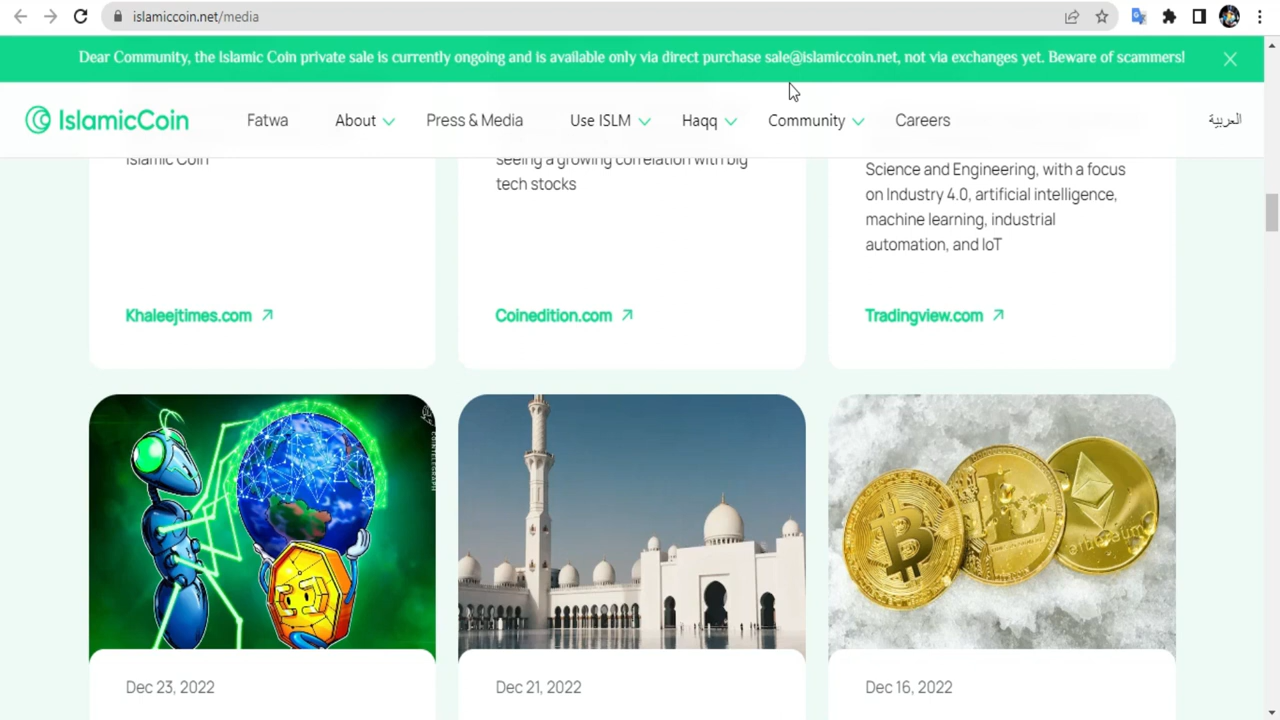 islamiccoin.net/media
Dear Community, the Islamic Coin private sale is currently ongoing and is available only via direct purchase sale@islamiccoin.net, not via exchanges yet. Beware of scammers!
IslamicCoin
Fatwa
About
Press & Media
Use ISLM
Haqq
Community
Careers
العربية
Islamic Coin
seeing a growing correlation with big
tech stocks
Science and Engineering, with a focus
on Industry 4.0, artificial intelligence,
machine learning, industrial
automation, and IoT
Khaleejtimes.com
Coinedition.com
Tradingview.com
COINTELEGRAPH
ethereum
Dec 23, 2022
Dec 21, 2022
Dec 16, 2022